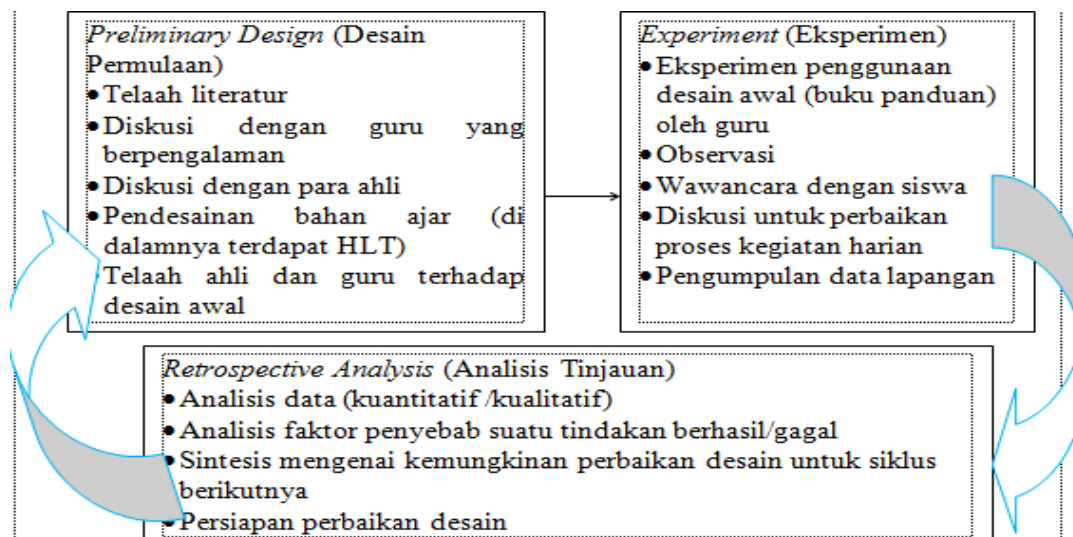 Preliminary Design (Desain
Permulaan)
•Telaah literatur
•Diskusi dengan guru yang
berpengalaman
•Diskusi dengan para ahli
•Pendesainan bahan ajar (di
dalamnya terdapat HLT)
•Telaah ahli dan guru terhadap
desain awal
Experiment (Eksperimen)
•Eksperimen penggunaan
desain awal (buku panduan)
oleh guru
•Observasi
•Wawancara dengan siswa
•Diskusi untuk perbaikan
proses kegiatan harian
•Pengumpulan data lapangan
Retrospective Analysis (Analisis Tinjauan)
•Analisis data (kuantitatif /kualitatif)
•Analisis faktor penyebab suatu tindakan berhasil/gagal
•Sintesis mengenai kemungkinan perbaikan desain untuk siklus
berikutnya
•Persiapan perbaikan desain